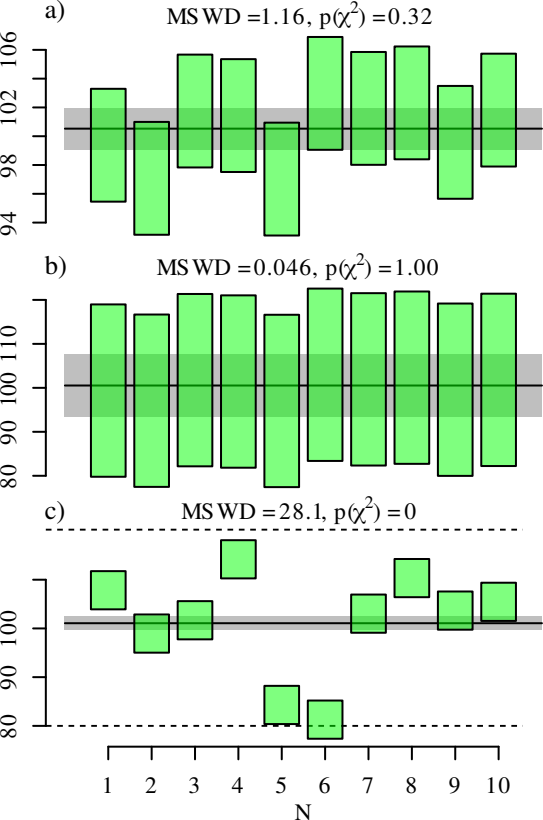 a)
MSWD =1.16, p(χ²) =0.32
106
102
98
94
b)
MSWD =0.046, p(χ²) =1.00
110
100
90
80
c)
MSWD =28.1, p(χ²) =0
100
90
80
1 2 3 4 5 6 7 8 9 10
N